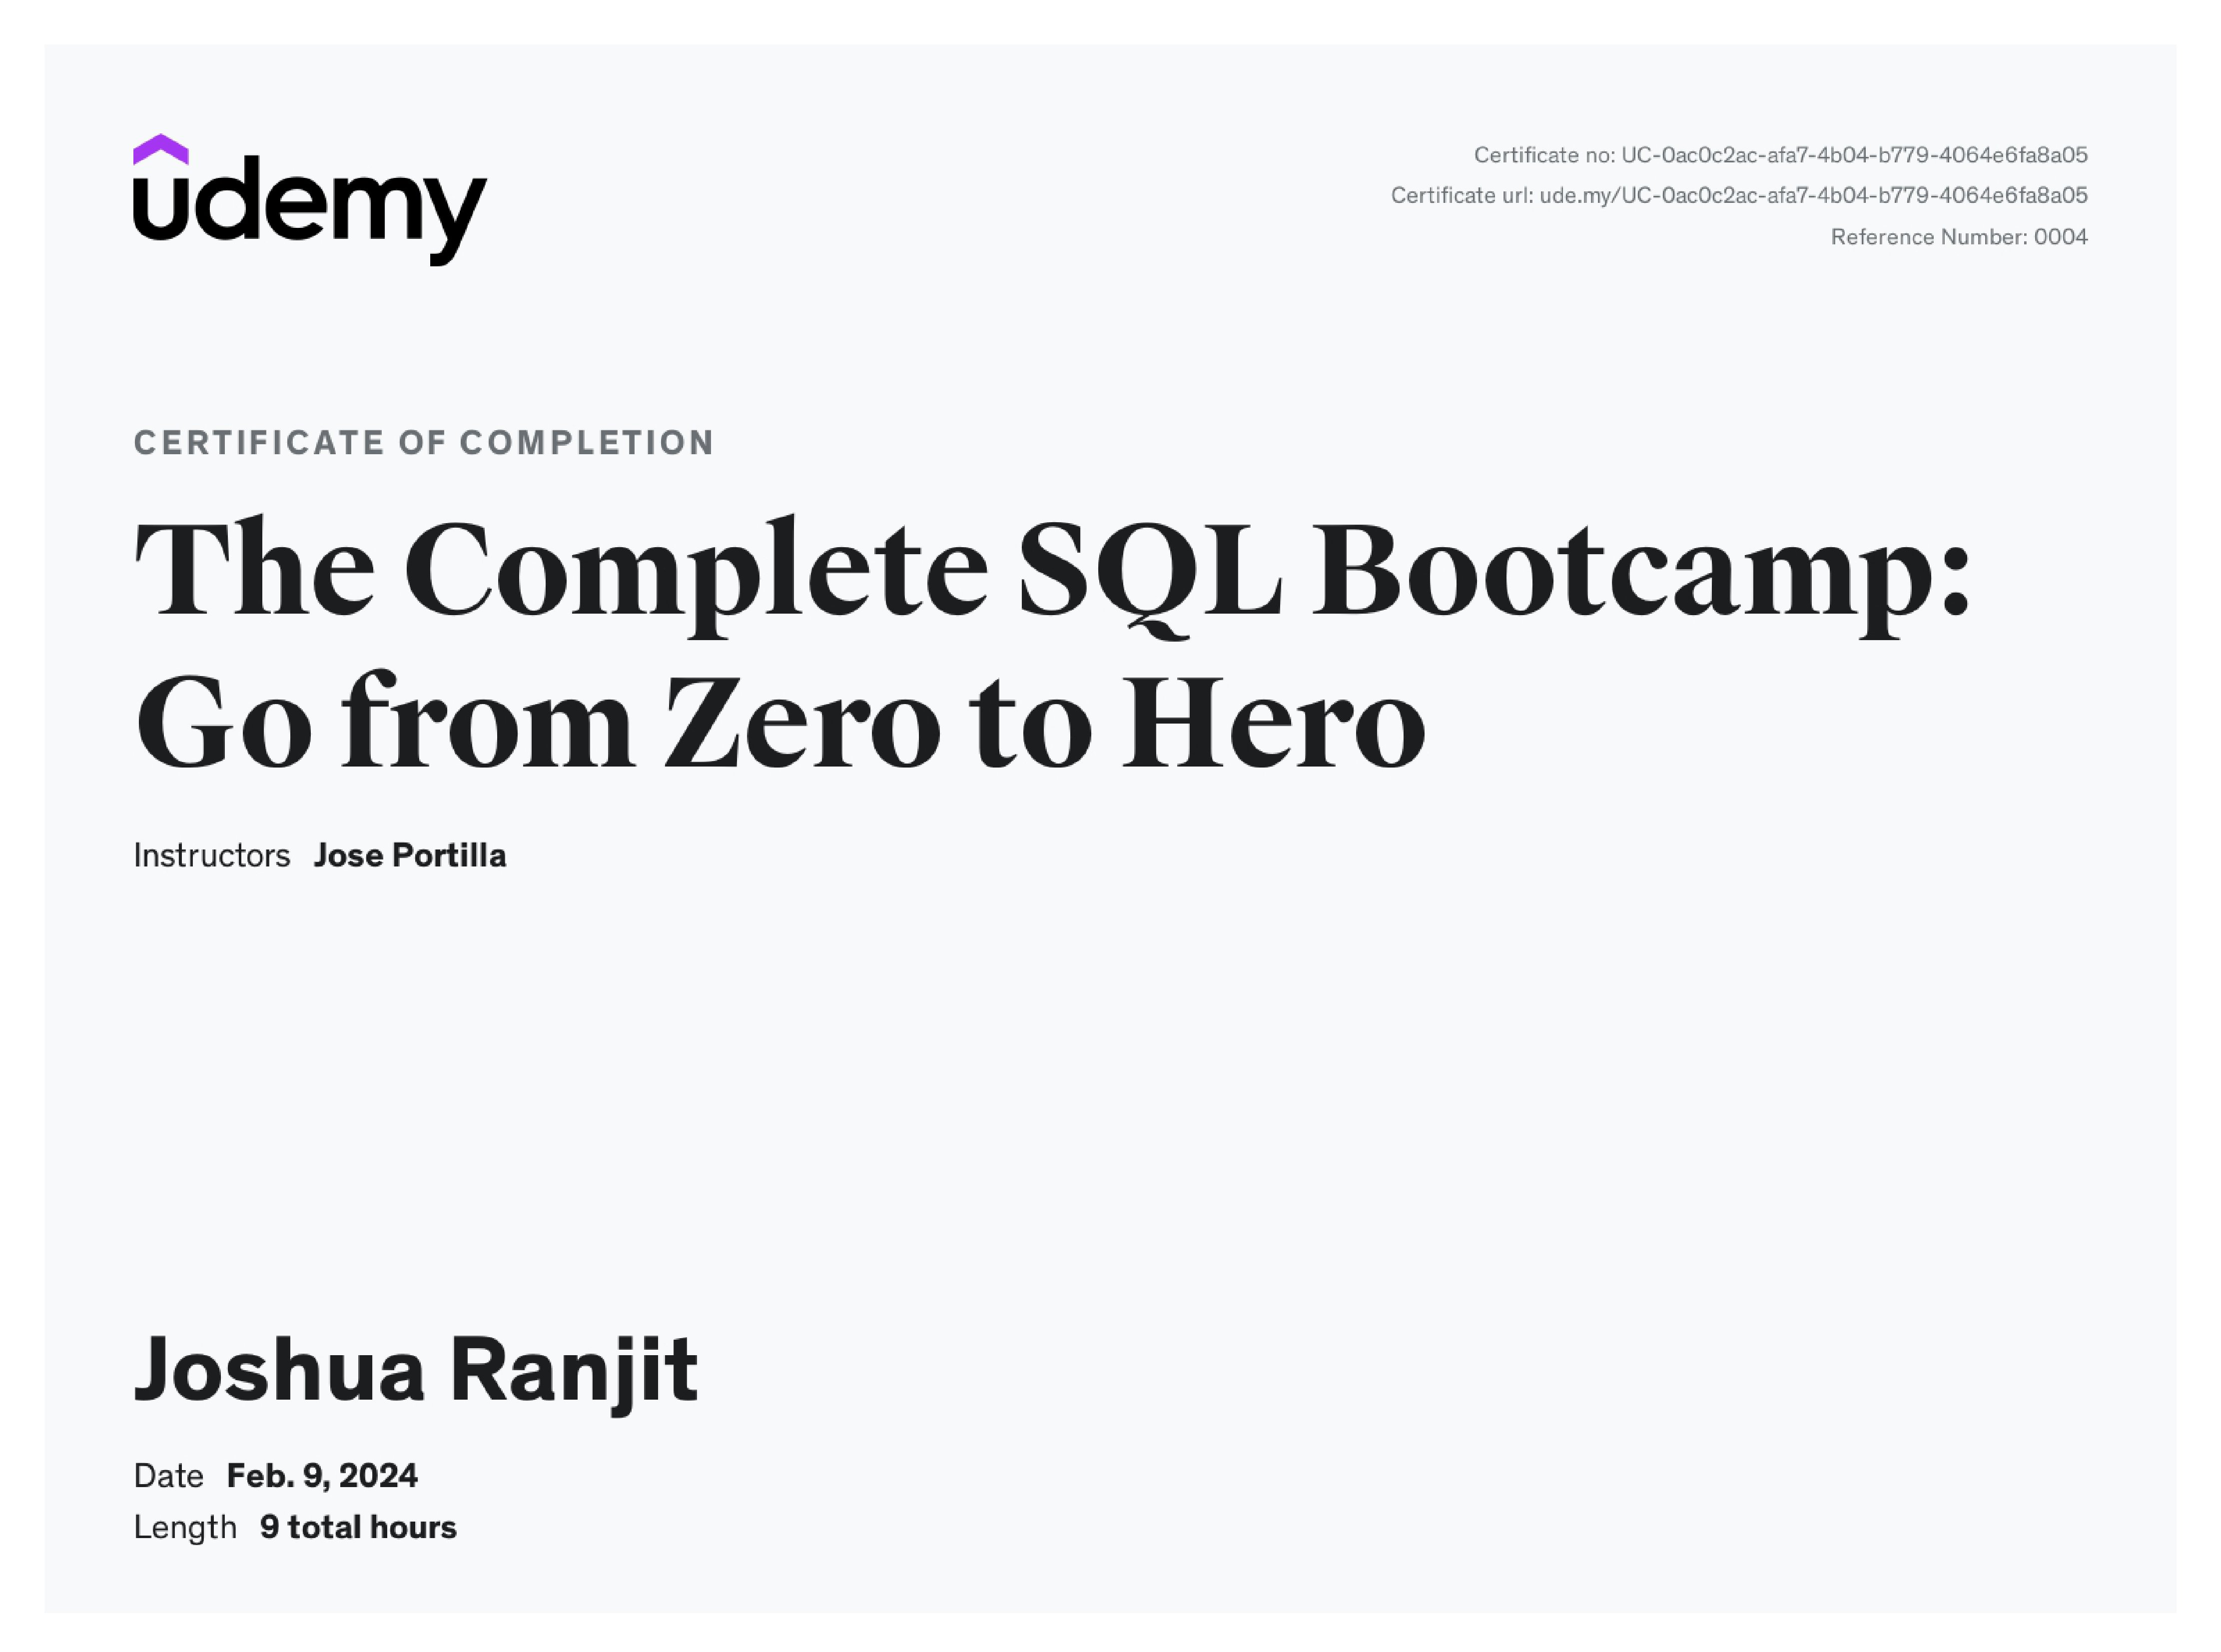 udemy
Certificate no: UC-0ac0c2ac-afa7-4b04-b779-4064e6fa8a05
Certificate url: ude.my/UC-0ac0c2ac-afa7-4b04-b779-4064e6fa8a05
Reference Number: 0004
CERTIFICATE OF COMPLETION
The Complete SQL Bootcamp:
Go from Zero to Hero
Instructors Jose Portilla
Joshua Ranjit
Date Feb. 9, 2024
Length 9 total hours